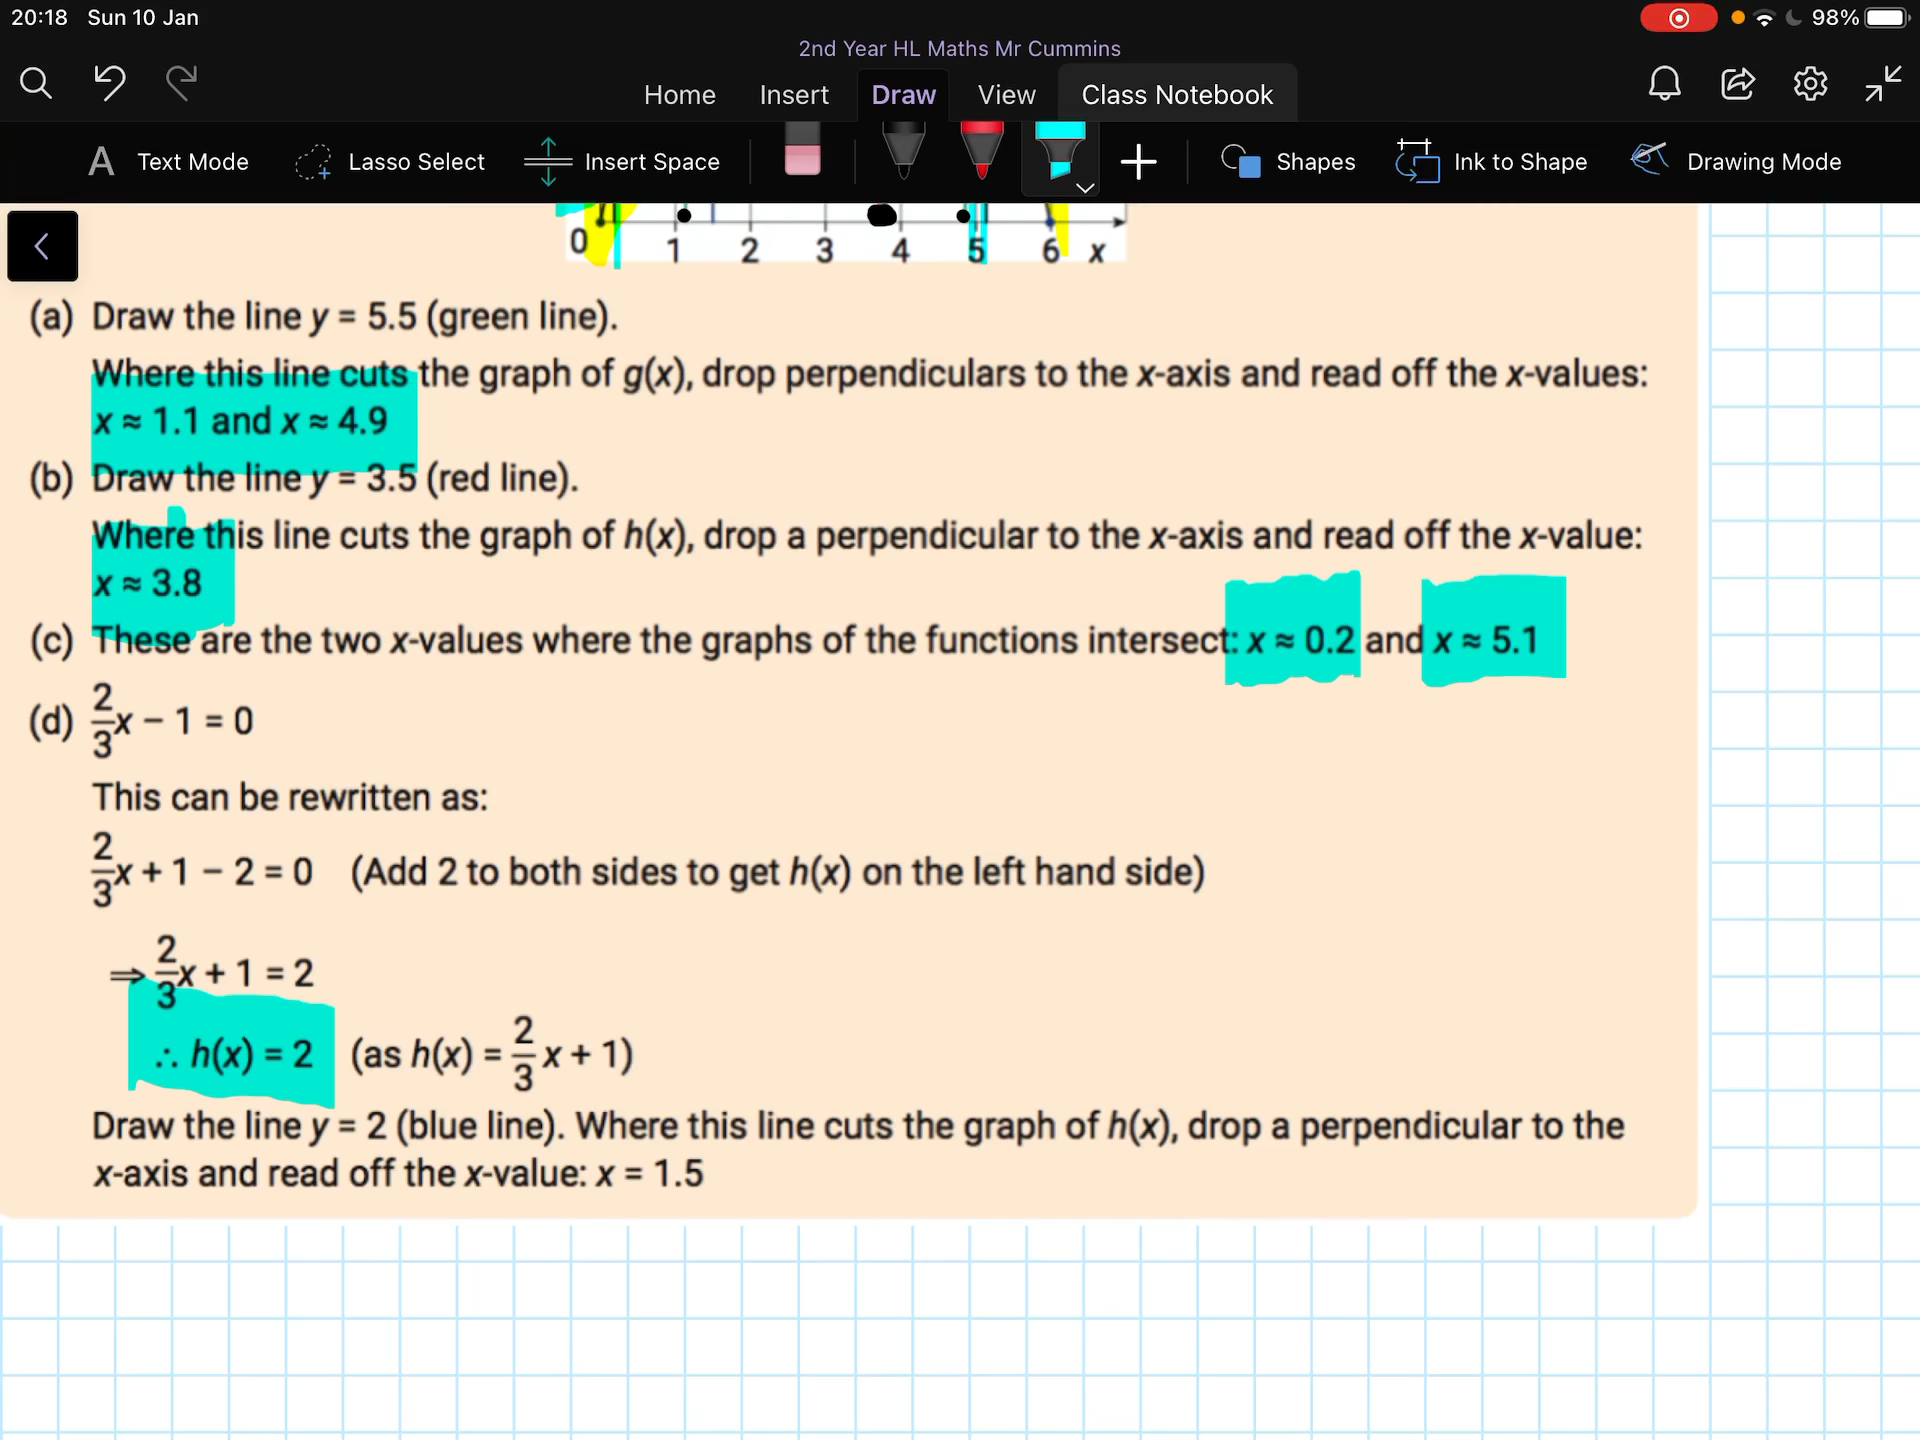 20:18 Sun 10 Jan
98%
2nd Year HL Maths Mr Cummins
Home Insert Draw View Class Notebook
A Text Mode Lasso Select Insert Space Shapes Ink to Shape Drawing Mode
0 1 2 3 4 5 6 x
(a) Draw the line y = 5.5 (green line).
Where this line cuts the graph of g(x), drop perpendiculars to the x-axis and read off the x-values:
x ≈ 1.1 and x ≈ 4.9
(b) Draw the line y = 3.5 (red line).
Where this line cuts the graph of h(x), drop a perpendicular to the x-axis and read off the x-value:
x ≈ 3.8
(c) These are the two x-values where the graphs of the functions intersect: x ≈ 0.2 and x ≈ 5.1
(d) 2/3x − 1 = 0
This can be rewritten as:
2/3x + 1 − 2 = 0 (Add 2 to both sides to get h(x) on the left hand side)
⇒ 2/3x + 1 = 2
∴ h(x) = 2 (as h(x) = 2/3 x + 1)
Draw the line y = 2 (blue line). Where this line cuts the graph of h(x), drop a perpendicular to the
x-axis and read off the x-value: x = 1.5